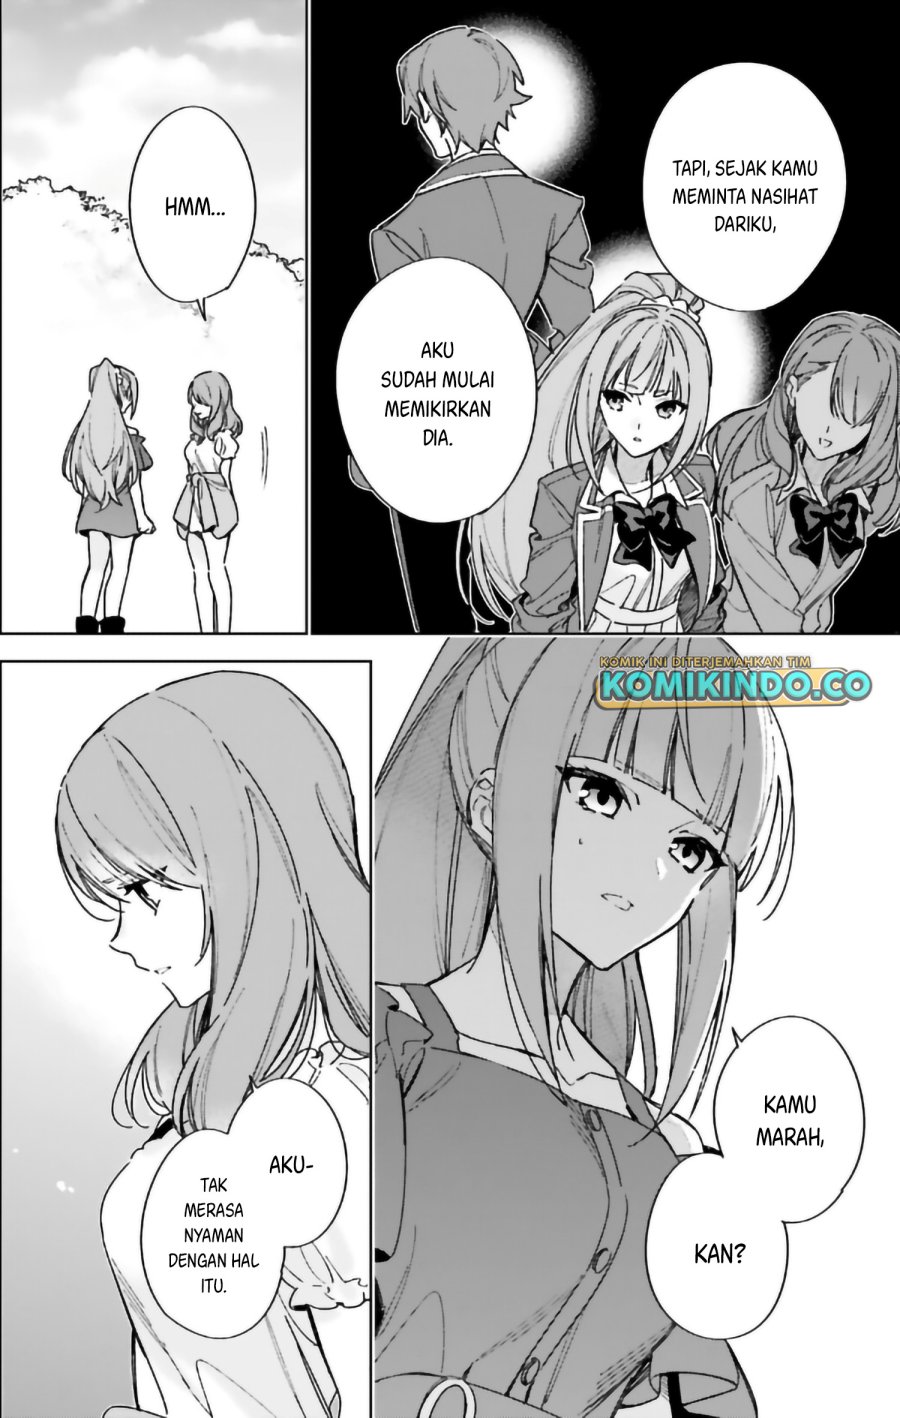 TAPI, SEJAK KAMU
MEMINTA NASIHAT
DARIKU,
AKU
SUDAH MULAI
MEMIKIRKAN
DIA.
HMM...
KOMIK INI DITERJEMAHKAN TIM
KOMIKINDO.CO
KAMU
MARAH,
KAN?
AKU-
TAK
MERASA
NYAMAN
DENGAN HAL
ITU.